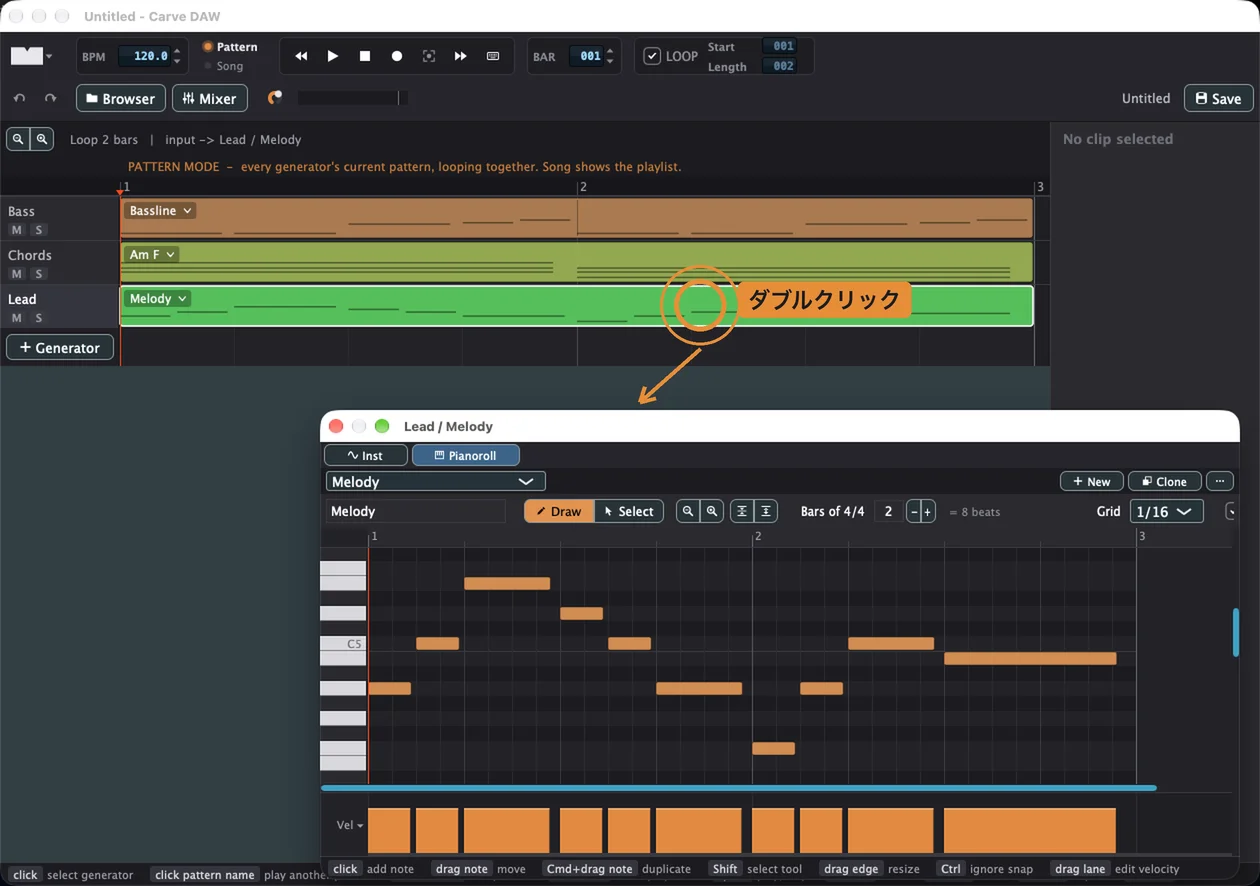 Untitled - Carve DAW
BPM 120.0 Pattern Song
BAR 001 LOOP Start 001 Length 002
Browser Mixer Untitled Save
Loop 2 bars | input -> Lead / Melody No clip selected
PATTERN MODE – every generator's current pattern, looping together. Song shows the playlist.
1 2 3
Bass Bassline
M S
Chords Am F
M S
Lead Melody ダブルクリック
M S
+ Generator
Lead / Melody
Inst Pianoroll
Melody + New Clone ...
Melody Draw Select Bars of 4/4 2 - + = 8 beats Grid 1/16
1 2 3
C5
Vel
click add note drag note move Cmd+drag note duplicate Shift select tool drag edge resize Ctrl ignore snap drag lane edit velocity
click select generator click pattern name play